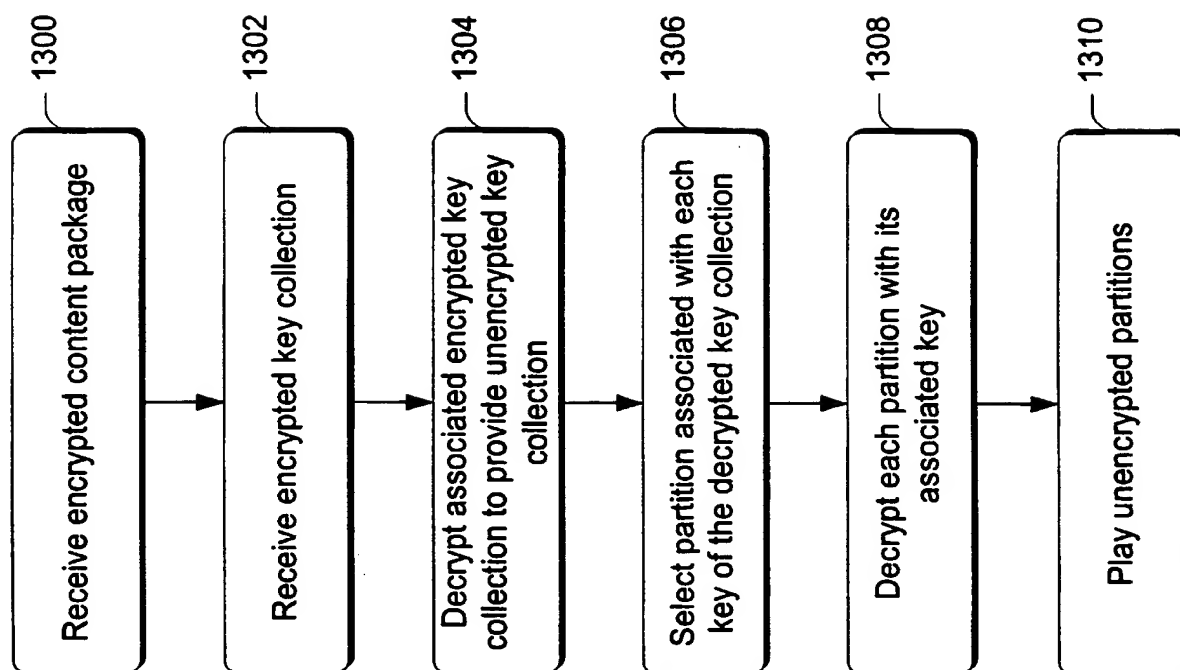 1300
Receive encrypted content package
1302
Receive encrypted key collection
1304
Decrypt associated encrypted key
collection to provide unencrypted key
collection
1306
Select partition associated with each
key of the decrypted key collection
1308
Decrypt each partition with its
associated key
1310
Play unencrypted partitions